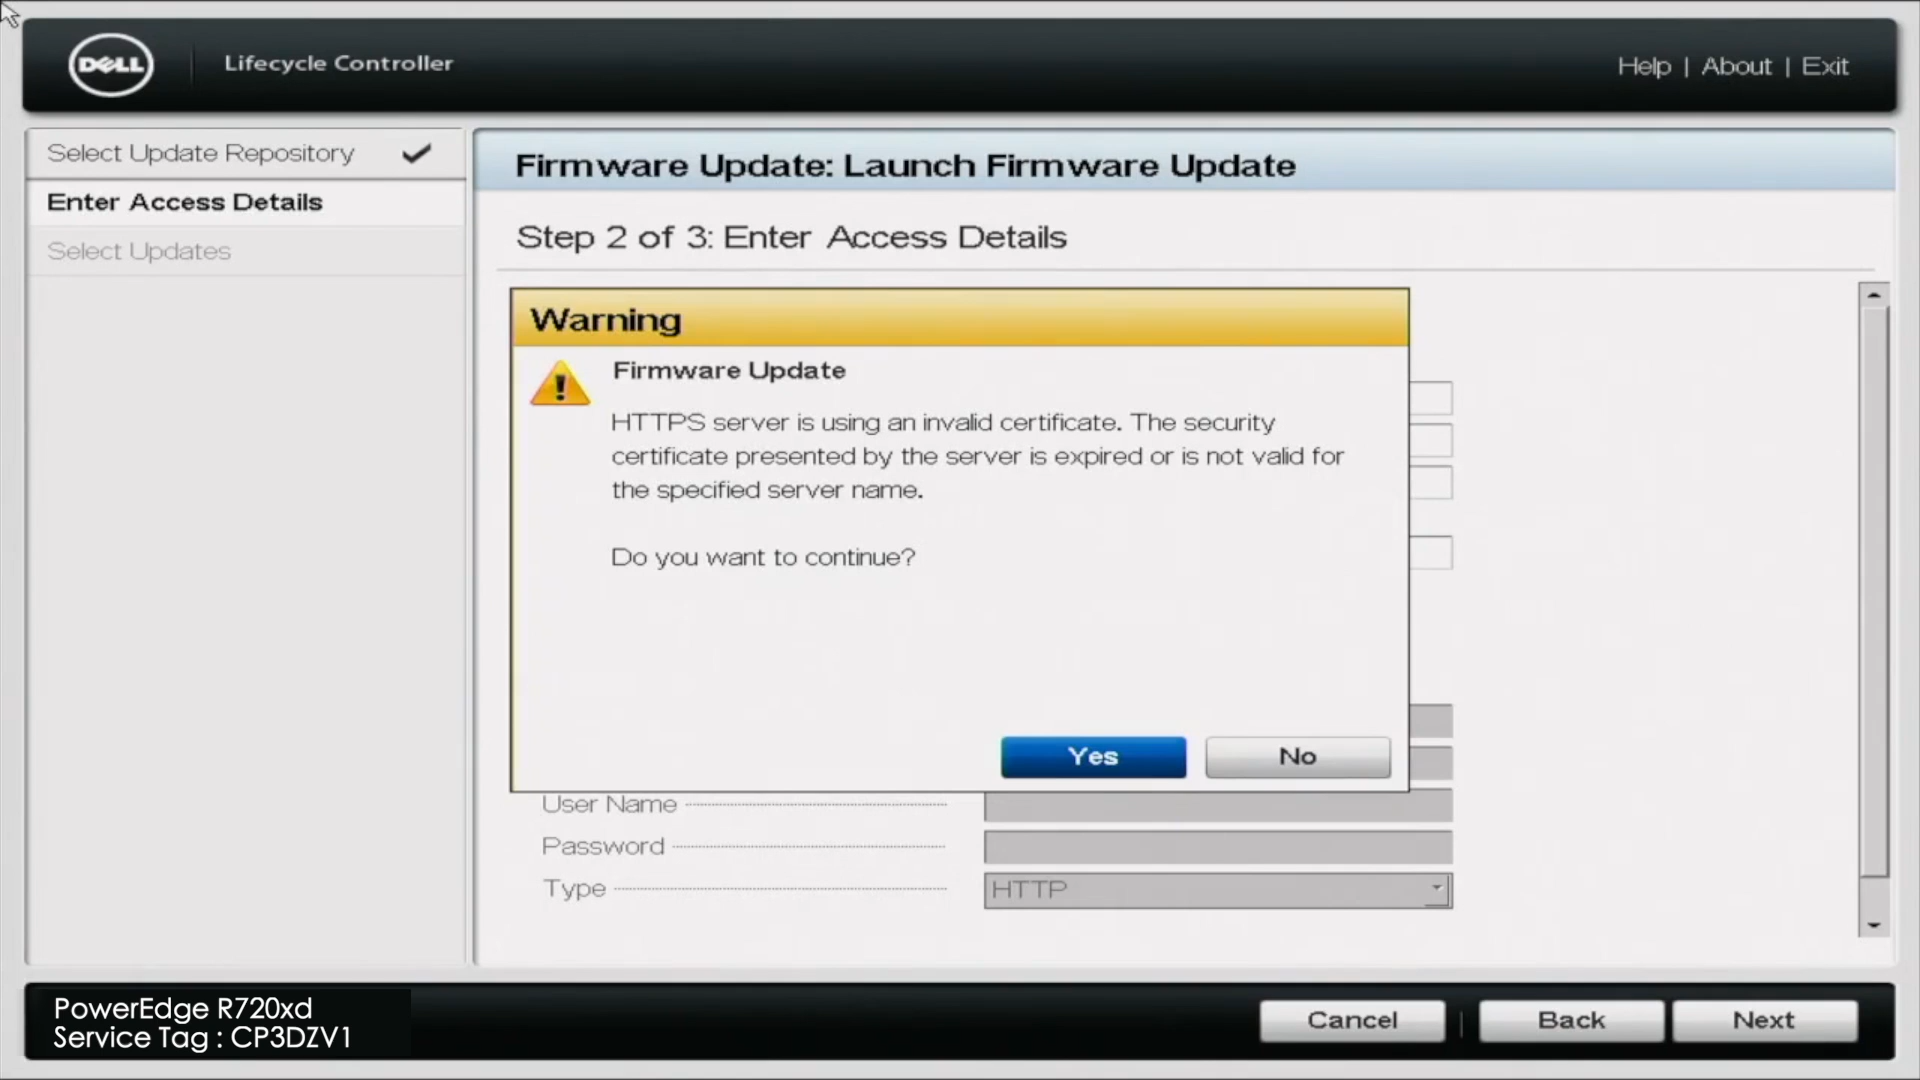 DELL
Lifecycle Controller
Help | About | Exit
Select Update Repository
Enter Access Details
Select Updates
Firmware Update: Launch Firmware Update
Step 2 of 3: Enter Access Details
Warning
Firmware Update
HTTPS server is using an invalid certificate. The security
certificate presented by the server is expired or is not valid for
the specified server name.
Do you want to continue?
Yes
No
User Name
Password
Type
HTTP
PowerEdge R720xd
Service Tag : CP3DZV1
Cancel
Back
Next